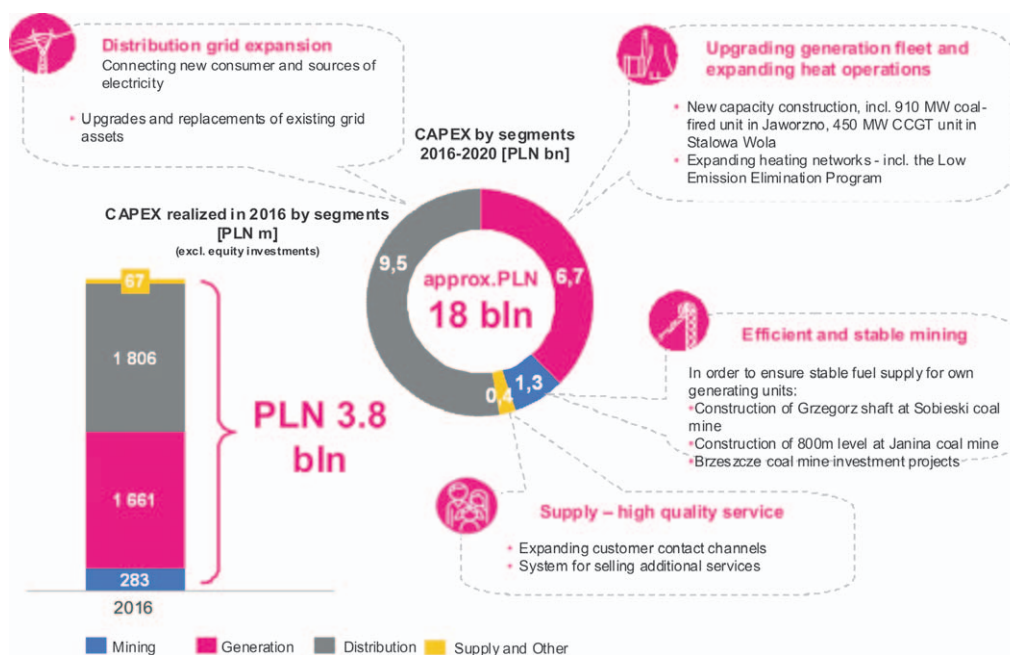 Distribution grid expansion
Connecting new consumer and sources of
electricity
• Upgrades and replacements of existing grid
assets
Upgrading generation fleet and
expanding heat operations
• New capacity construction, incl. 910 MW coal-
fired unit in Jaworzno, 450 MW CCGT unit in
Stalowa Wola
• Expanding heating networks - incl. the Low
Emission Elimination Program
CAPEX by segments
2016-2020 [PLN bn]
9,5
6,7
1,3
0,4
approx.PLN
18 bln
CAPEX realized in 2016 by segments
[PLN m]
(excl. equity investments)
67
1 806
1 661
283
2016
PLN 3.8
bln
Efficient and stable mining
In order to ensure stable fuel supply for own
generating units:
•Construction of Grzegorz shaft at Sobieski coal
mine
•Construction of 800m level at Janina coal mine
•Brzeszcze coal mine investment projects
Supply – high quality service
• Expanding customer contact channels
• System for selling additional services
Mining
Generation
Distribution
Supply and Other